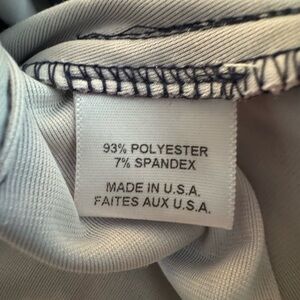 93% POLYESTER
7% SPANDEX
MADE IN U.S.A.
FAITES AUX U.S.A.